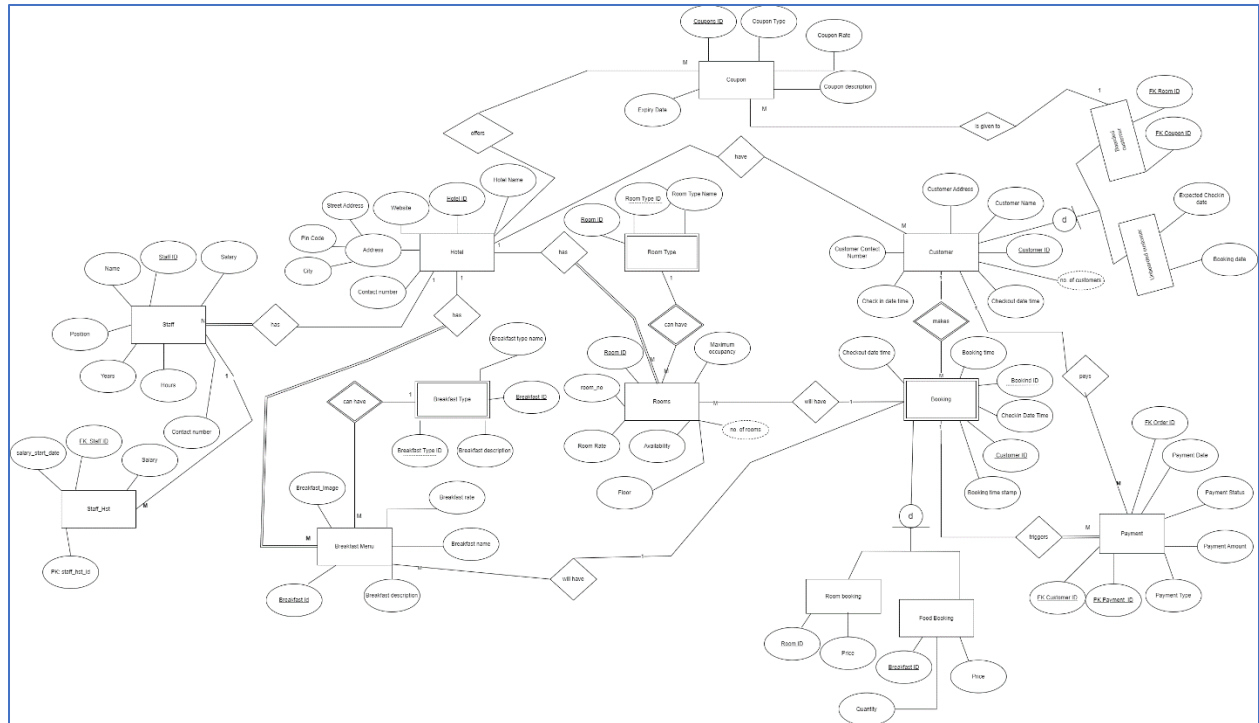 Coupons ID
Coupon Type
Coupon Rate
M
Coupon
Coupon description
Expiry Date
M
FK Room ID
1
is given to
FK Coupon ID
offers
have
Hotel Name
Customer Address
Room Type Name
Room Type ID
Hotel ID
Website
Street Address
Customer Name
Expected Checkin
date
Room ID
d
Pin Code
Address
1
Hotel
1
has
Room Type
M
Customer
Customer Contact
Number
Customer ID
Name
Staff ID
Salary
City
Contact number
1
1
1
Booking date
no. of customers
Check in date time
Checkout date time
1
Staff
N
has
has
can have
makes
Position
Breakfast type name
Room ID
Maximum
occupancy
Checkout date time
Booking time
Years
Hours
1
M
M
M
pays
can have
1
Breakfast Type
Breakfast ID
room_no
Rooms
M
will have
1
Booking
Bookind ID
Contact number
Room Rate
Availability
no. of rooms
Checkin Date Time
FK Order ID
FK. Staff ID
Breakfast Type ID
Breakfast description
Customer ID
Payment Date
salary_start_date
Salary
Breakfast_image
Breakfast rate
Floor
Booking time stamp
Payment Status
M
M
Staff_Hst
M
M
Breakfast name
d
triggers
M
Payment
Breakfast Menu
Payment Amount
PK: staff_hst_id
M
will have
Breakfast Id
Breakfast description
Room booking
Food Booking
FK Customer ID
PK Payment_ID
Payment Type
Room ID
Price
Breakfast ID
Price
Quantity